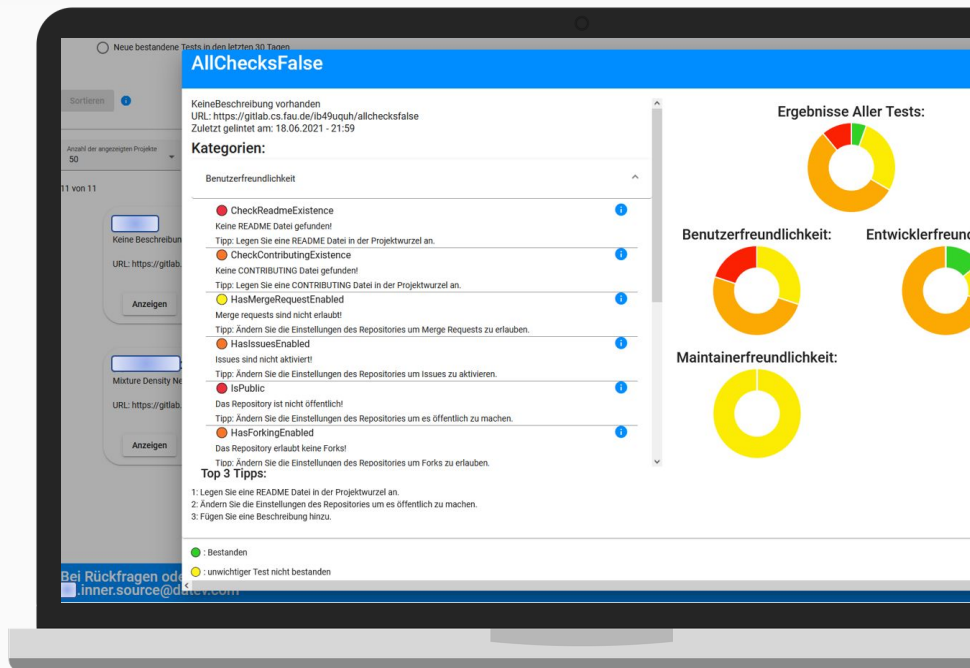 Neue bestandene Tests in den letzten 30 Tagen
Sortieren
Anzahl der angezeigten Projekte
50
11 von 11
Keine Beschreibun
URL: https://gitlab.
Anzeigen
Mixture Density Ne
URL: https://gitlab.
Anzeigen
Bei Rückfragen ode
.inner.source@datev.com
AllChecksFalse
KeineBeschreibung vorhanden
URL: https://gitlab.cs.fau.de/ib49uquh/allchecksfalse
Zuletzt gelintet am: 18.06.2021 - 21:59
Kategorien:
Benutzerfreundlichkeit
CheckReadmeExistence
Keine README Datei gefunden!
Tipp: Legen Sie eine README Datei in der Projektwurzel an.
CheckContributingExistence
Keine CONTRIBUTING Datei gefunden!
Tipp: Legen Sie eine CONTRIBUTING Datei in der Projektwurzel an.
HasMergeRequestEnabled
Merge requests sind nicht erlaubt!
Tipp: Ändern Sie die Einstellungen des Repositories um Merge Requests zu erlauben.
HasIssuesEnabled
Issues sind nicht aktiviert!
Tipp: Ändern Sie die Einstellungen des Repositories um Issues zu aktivieren.
IsPublic
Das Repository ist nicht öffentlich!
Tipp: Ändern Sie die Einstellungen des Repositories um es öffentlich zu machen.
HasForkingEnabled
Das Repository erlaubt keine Forks!
Tipp: Ändern Sie die Einstellungen des Repositories um Forks zu erlauben.
Top 3 Tipps:
1: Legen Sie eine README Datei in der Projektwurzel an.
2: Ändern Sie die Einstellungen des Repositories um es öffentlich zu machen.
3: Fügen Sie eine Beschreibung hinzu.
: Bestanden
: unwichtiger Test nicht bestanden
Ergebnisse Aller Tests:
Benutzerfreundlichkeit:
Entwicklerfreund
Maintainerfreundlichkeit: